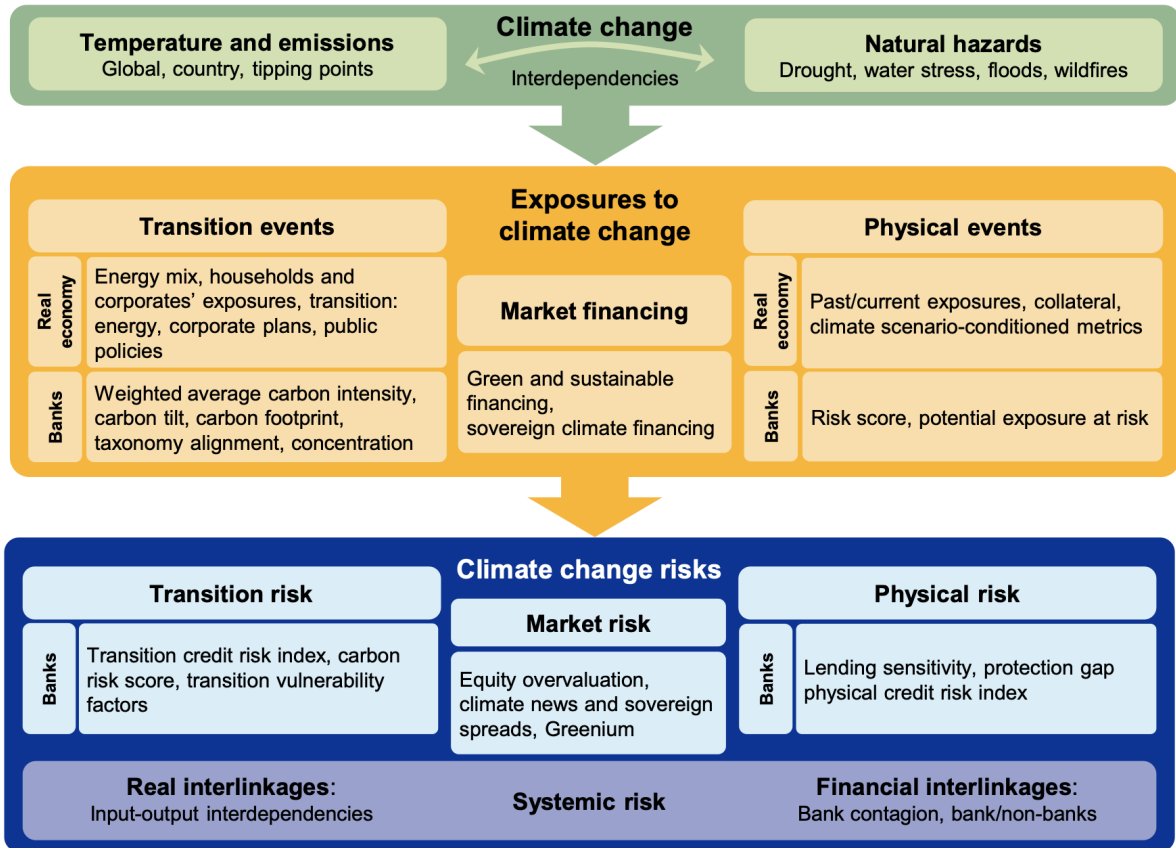 Climate change
Temperature and emissions
Global, country, tipping points
Interdependencies
Natural hazards
Drought, water stress, floods, wildfires
Exposures to
climate change
Transition events
Real
economy
Energy mix, households and
corporates' exposures, transition:
energy, corporate plans, public
policies
Banks
Weighted average carbon intensity,
carbon tilt, carbon footprint,
taxonomy alignment, concentration
Market financing
Green and sustainable
financing,
sovereign climate financing
Physical events
Real
economy
Past/current exposures, collateral,
climate scenario-conditioned metrics
Banks
Risk score, potential exposure at risk
Climate change risks
Transition risk
Banks
Transition credit risk index, carbon
risk score, transition vulnerability
factors
Market risk
Equity overvaluation,
climate news and sovereign
spreads, Greenium
Physical risk
Banks
Lending sensitivity, protection gap
physical credit risk index
Real interlinkages:
Input-output interdependencies
Systemic risk
Financial interlinkages:
Bank contagion, bank/non-banks